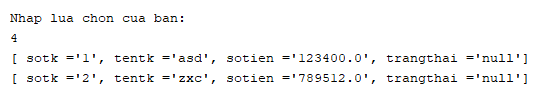 Nhap lua chon cua ban:
4
[ sotk ='1', tentk ='asd', sotien ='123400.0', trangthai ='null']
[ sotk ='2', tentk ='zxc', sotien ='789512.0', trangthai ='null']